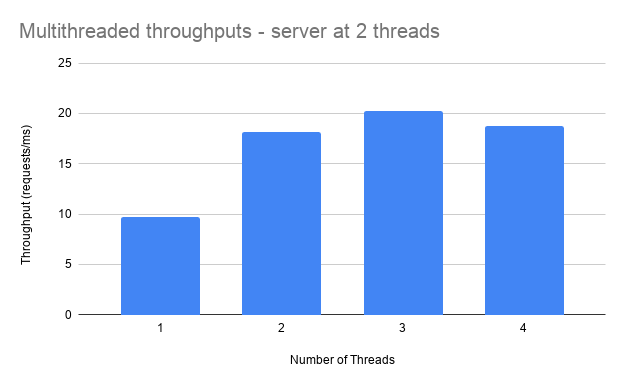 Multithreaded throughputs - server at 2 threads
Throughput (requests/ms)
25
20
15
10
5
0
1 2 3 4
Number of Threads